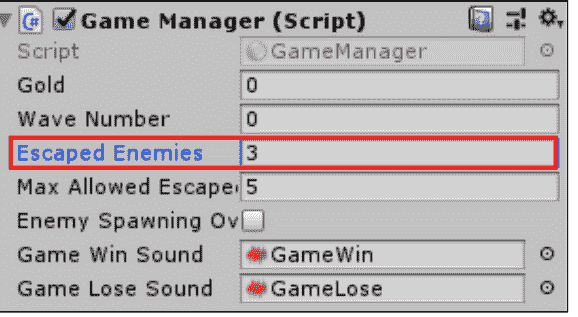 Game Manager (Script)
Script GameManager
Gold 0
Wave Number 0
Escaped Enemies 3
Max Allowed Escape 5
Enemy Spawning Ov
Game Win Sound GameWin
Game Lose Sound GameLose